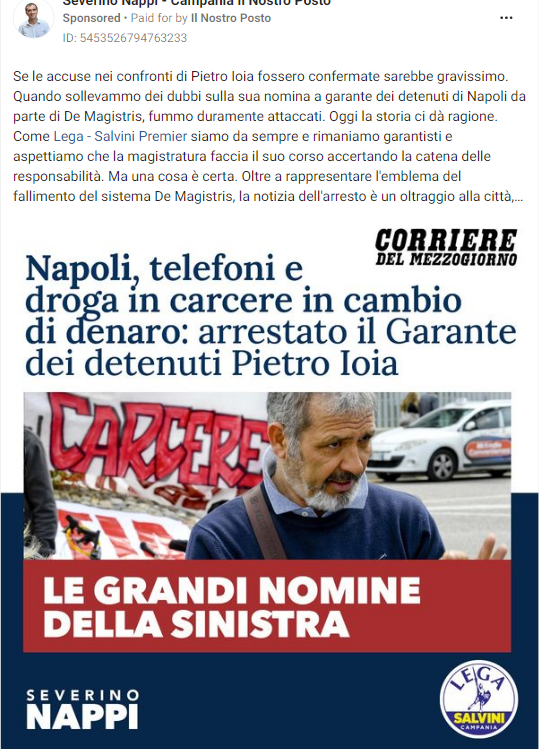 Severino Nappi - Campania Il Nostro Posto
Sponsored • Paid for by Il Nostro Posto
ID: 5453526794763233
Se le accuse nei confronti di Pietro Ioia fossero confermate sarebbe gravissimo.
Quando sollevammo dei dubbi sulla sua nomina a garante dei detenuti di Napoli da
parte di De Magistris, fummo duramente attaccati. Oggi la storia ci dà ragione.
Come Lega - Salvini Premier siamo da sempre e rimaniamo garantisti e
aspettiamo che la magistratura faccia il suo corso accertando la catena delle
responsabilità. Ma una cosa è certa. Oltre a rappresentare l'emblema del
fallimento del sistema De Magistris, la notizia dell'arresto è un oltraggio alla città,...
CORRIERE
DEL MEZZOGIORNO
Napoli, telefoni e
droga in carcere in cambio
di denaro: arrestato il Garante
dei detenuti Pietro Ioia
CARCERE
LE GRANDI NOMINE
DELLA SINISTRA
SEVERINO
NAPPI
LEGA
SALVINI
CAMPANIA